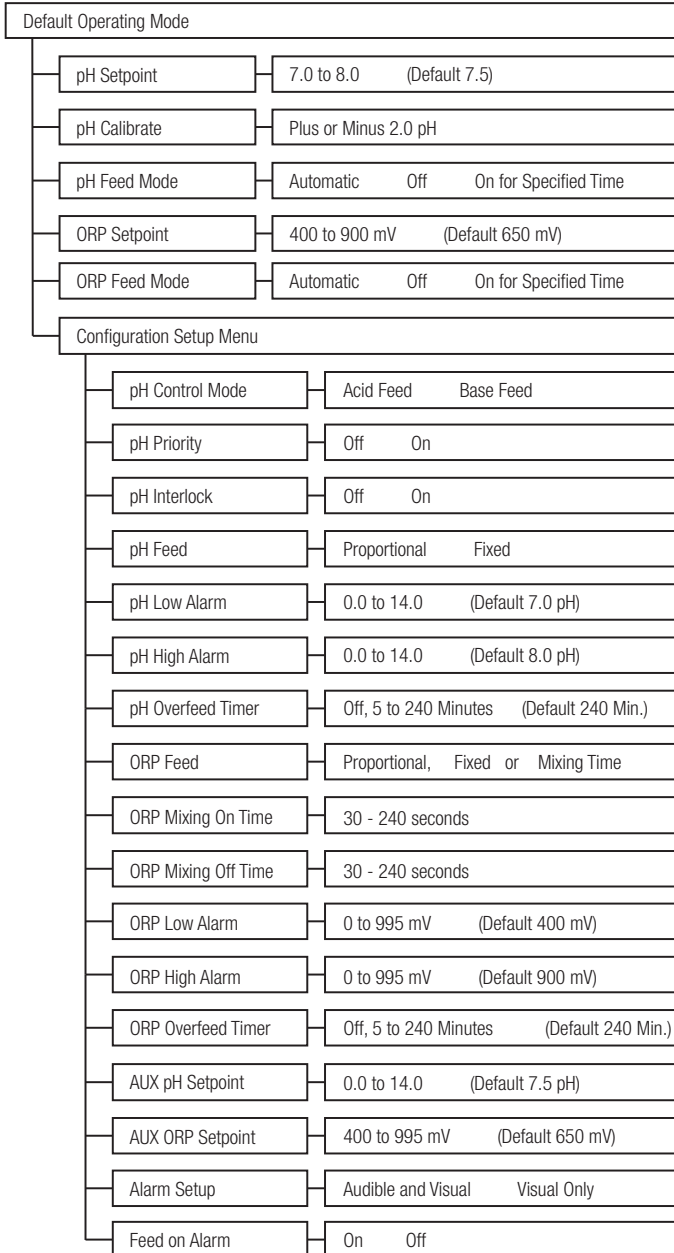 Default Operating Mode
pH Setpoint 7.0 to 8.0 (Default 7.5)
pH Calibrate Plus or Minus 2.0 pH
pH Feed Mode Automatic Off On for Specified Time
ORP Setpoint 400 to 900 mV (Default 650 mV)
ORP Feed Mode Automatic Off On for Specified Time
Configuration Setup Menu
pH Control Mode Acid Feed Base Feed
pH Priority Off On
pH Interlock Off On
pH Feed Proportional Fixed
pH Low Alarm 0.0 to 14.0 (Default 7.0 pH)
pH High Alarm 0.0 to 14.0 (Default 8.0 pH)
pH Overfeed Timer Off, 5 to 240 Minutes (Default 240 Min.)
ORP Feed Proportional, Fixed or Mixing Time
ORP Mixing On Time 30 - 240 seconds
ORP Mixing Off Time 30 - 240 seconds
ORP Low Alarm 0 to 995 mV (Default 400 mV)
ORP High Alarm 0 to 995 mV (Default 900 mV)
ORP Overfeed Timer Off, 5 to 240 Minutes (Default 240 Min.)
AUX pH Setpoint 0.0 to 14.0 (Default 7.5 pH)
AUX ORP Setpoint 400 to 995 mV (Default 650 mV)
Alarm Setup Audible and Visual Visual Only
Feed on Alarm On Off